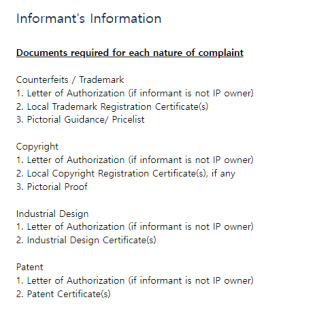 Informant's Information
Documents required for each nature of complaint
Counterfeits / Trademark
1. Letter of Authorization (if informant is not IP owner)
2. Local Trademark Registration Certificate(s)
3. Pictorial Guidance/ Pricelist
Copyright
1. Letter of Authorization (if informant is not IP owner)
2. Local Copyright Registration Certificate(s), if any
3. Pictorial Proof
Industrial Design
1. Letter of Authorization (if informant is not IP owner)
2. Industrial Design Certificate(s)
Patent
1. Letter of Authorization (if informant is not IP owner)
2. Patent Certificate(s)